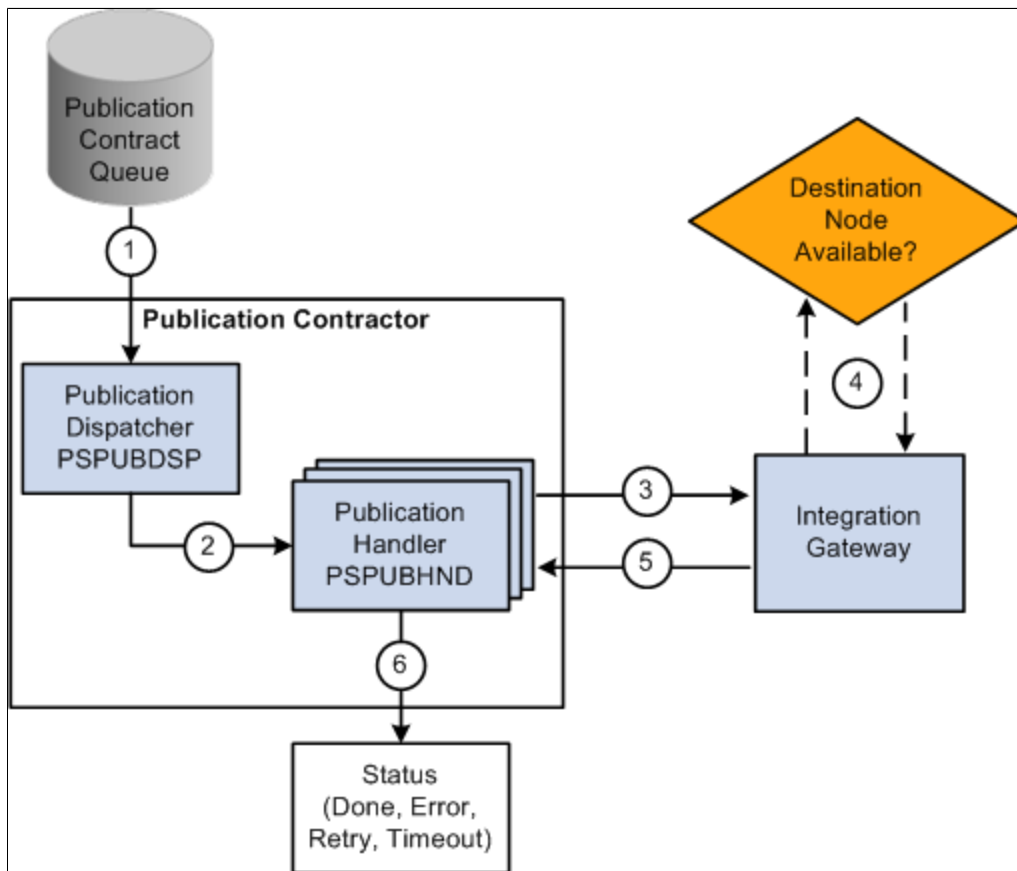 Publication
Contract
Queue
1
Publication Contractor
Publication
Dispatcher
PSPUBDSP
2
Publication
Handler
PSPUBHND
3
Destination
Node
Available?
4
Integration
Gateway
5
6
Status
(Done, Error,
Retry, Timeout)